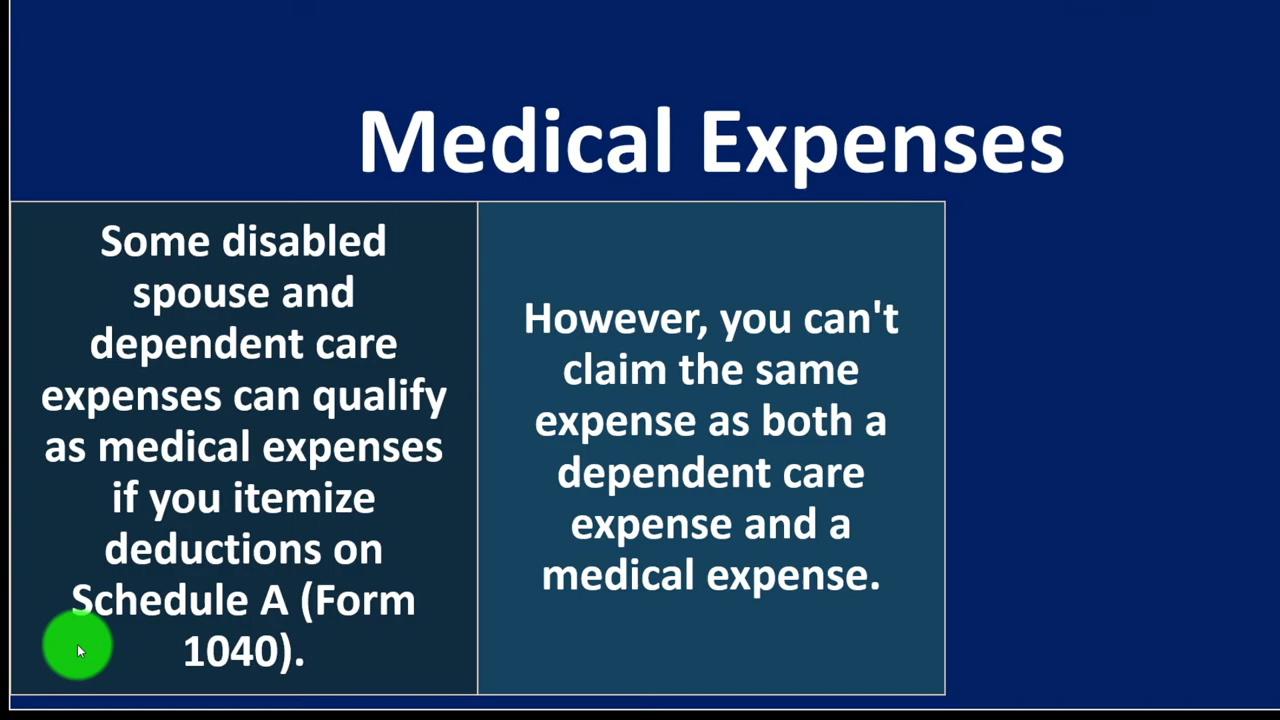 Medical Expenses
Some disabled
spouse and
dependent care
expenses can qualify
as medical expenses
if you itemize
deductions on
Schedule A (Form
1040).
However, you can't
claim the same
expense as both a
dependent care
expense and a
medical expense.